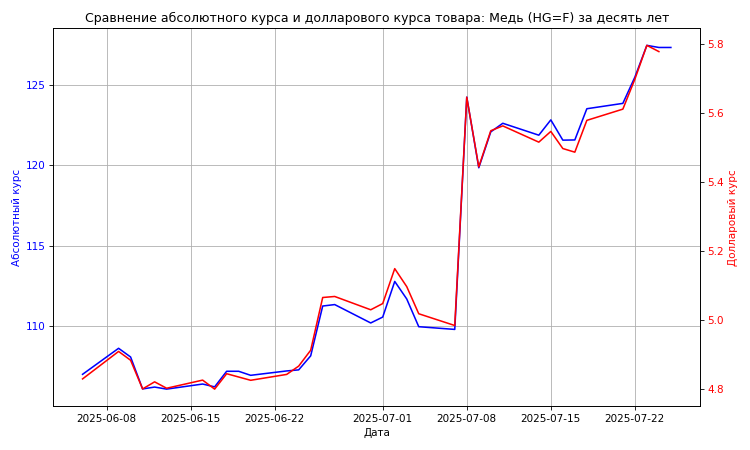 Сравнение абсолютного курса и долларового курса товара: Медь (HG=F) за десять лет
125
120
115
110
Абсолютный курс
5.8
5.6
5.4
5.2
5.0
4.8
Долларовый курс
2025-06-08 2025-06-15 2025-06-22 2025-07-01 2025-07-08 2025-07-15 2025-07-22
Дата